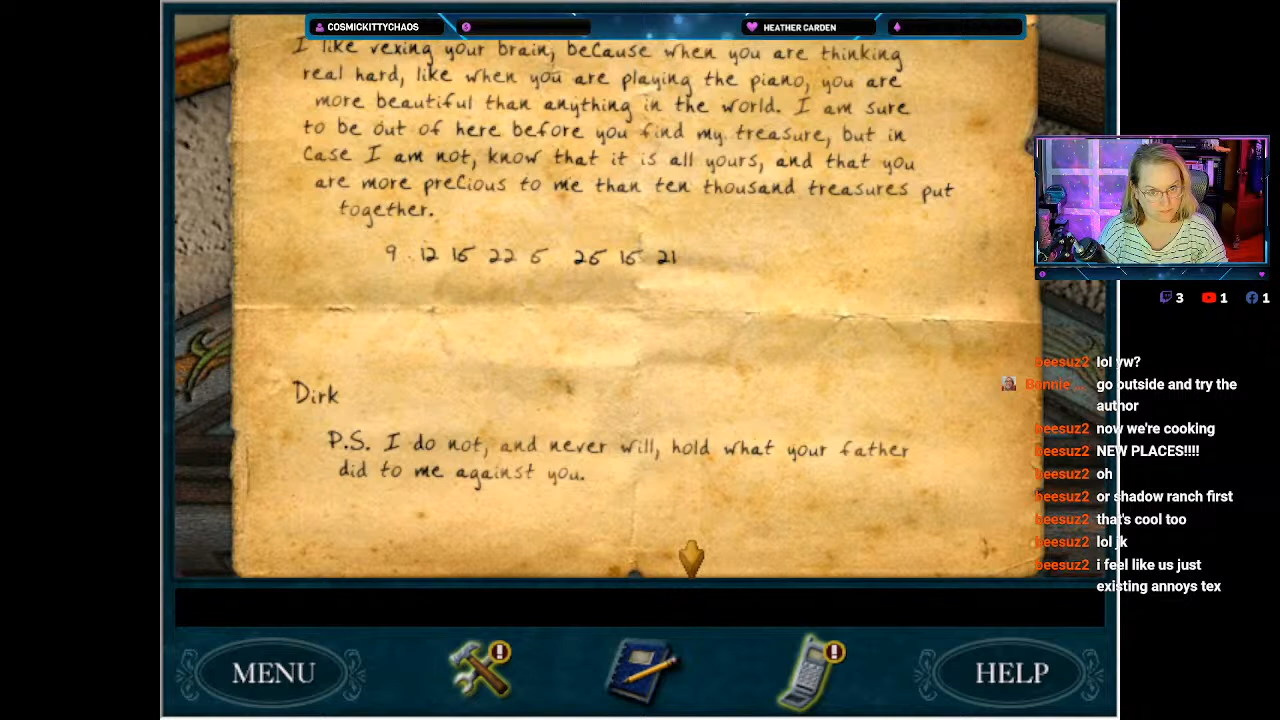 COSMICKITTYCHAOS
HEATHER CARDEN
I like vexing your brain, because when you are thinking
real hard, like when you are playing the piano, you are
more beautiful than anything in the world. I am sure
to be out of here before you find my treasure, but in
case I am not, know that it is all yours, and that you
are more precious to me than ten thousand treasures put
together.
9 12 15 22 5 25 15 21
Dirk
P.S. I do not, and never will, hold what your father
did to me against you.
3 1 1
beesuz2 lol yw?
Bonnie ... go outside and try the
author
beesuz2 now we're cooking
beesuz2 NEW PLACES!!!!
beesuz2 oh
beesuz2 or shadow ranch first
beesuz2 that's cool too
beesuz2 lol jk
beesuz2 i feel like us just
existing annoys tex
MENU
HELP